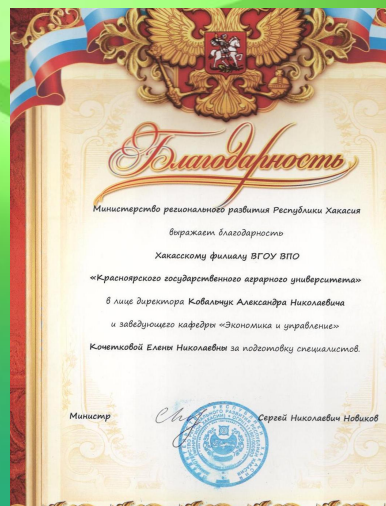 Благодарность
Министерство регионального развития Республики Хакасия
выражает благодарность
Хакасскому филиалу ВГОУ ВПО
«Красноярского государственного аграрного университета»
в лице директора Ковальчук Александра Николаевича
и заведующего кафедры «Экономика и управление»
Кочетковой Елены Николаевны за подготовку специалистов.
Министр Сергей Николаевич Новиков